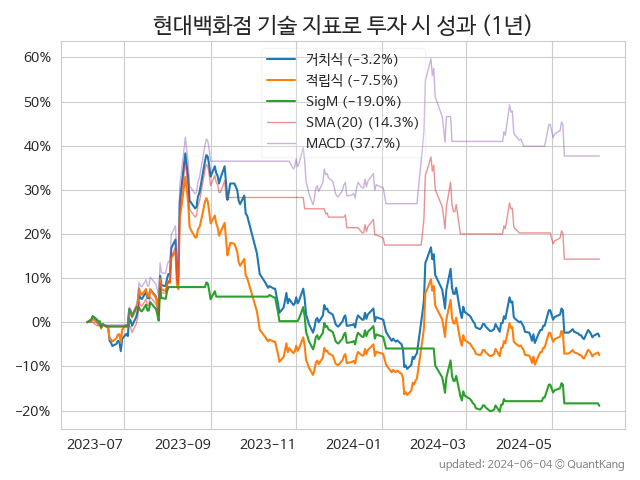 현대백화점 기술 지표로 투자 시 성과 (1년)
거치식 (−3.2%)
적립식 (−7.5%)
SigM (−19.0%)
SMA(20) (14.3%)
MACD (37.7%)
60%
50%
40%
30%
20%
10%
0%
−10%
−20%
2023-07 2023-09 2023-11 2024-01 2024-03 2024-05
updated: 2024-06-04 © QuantKang